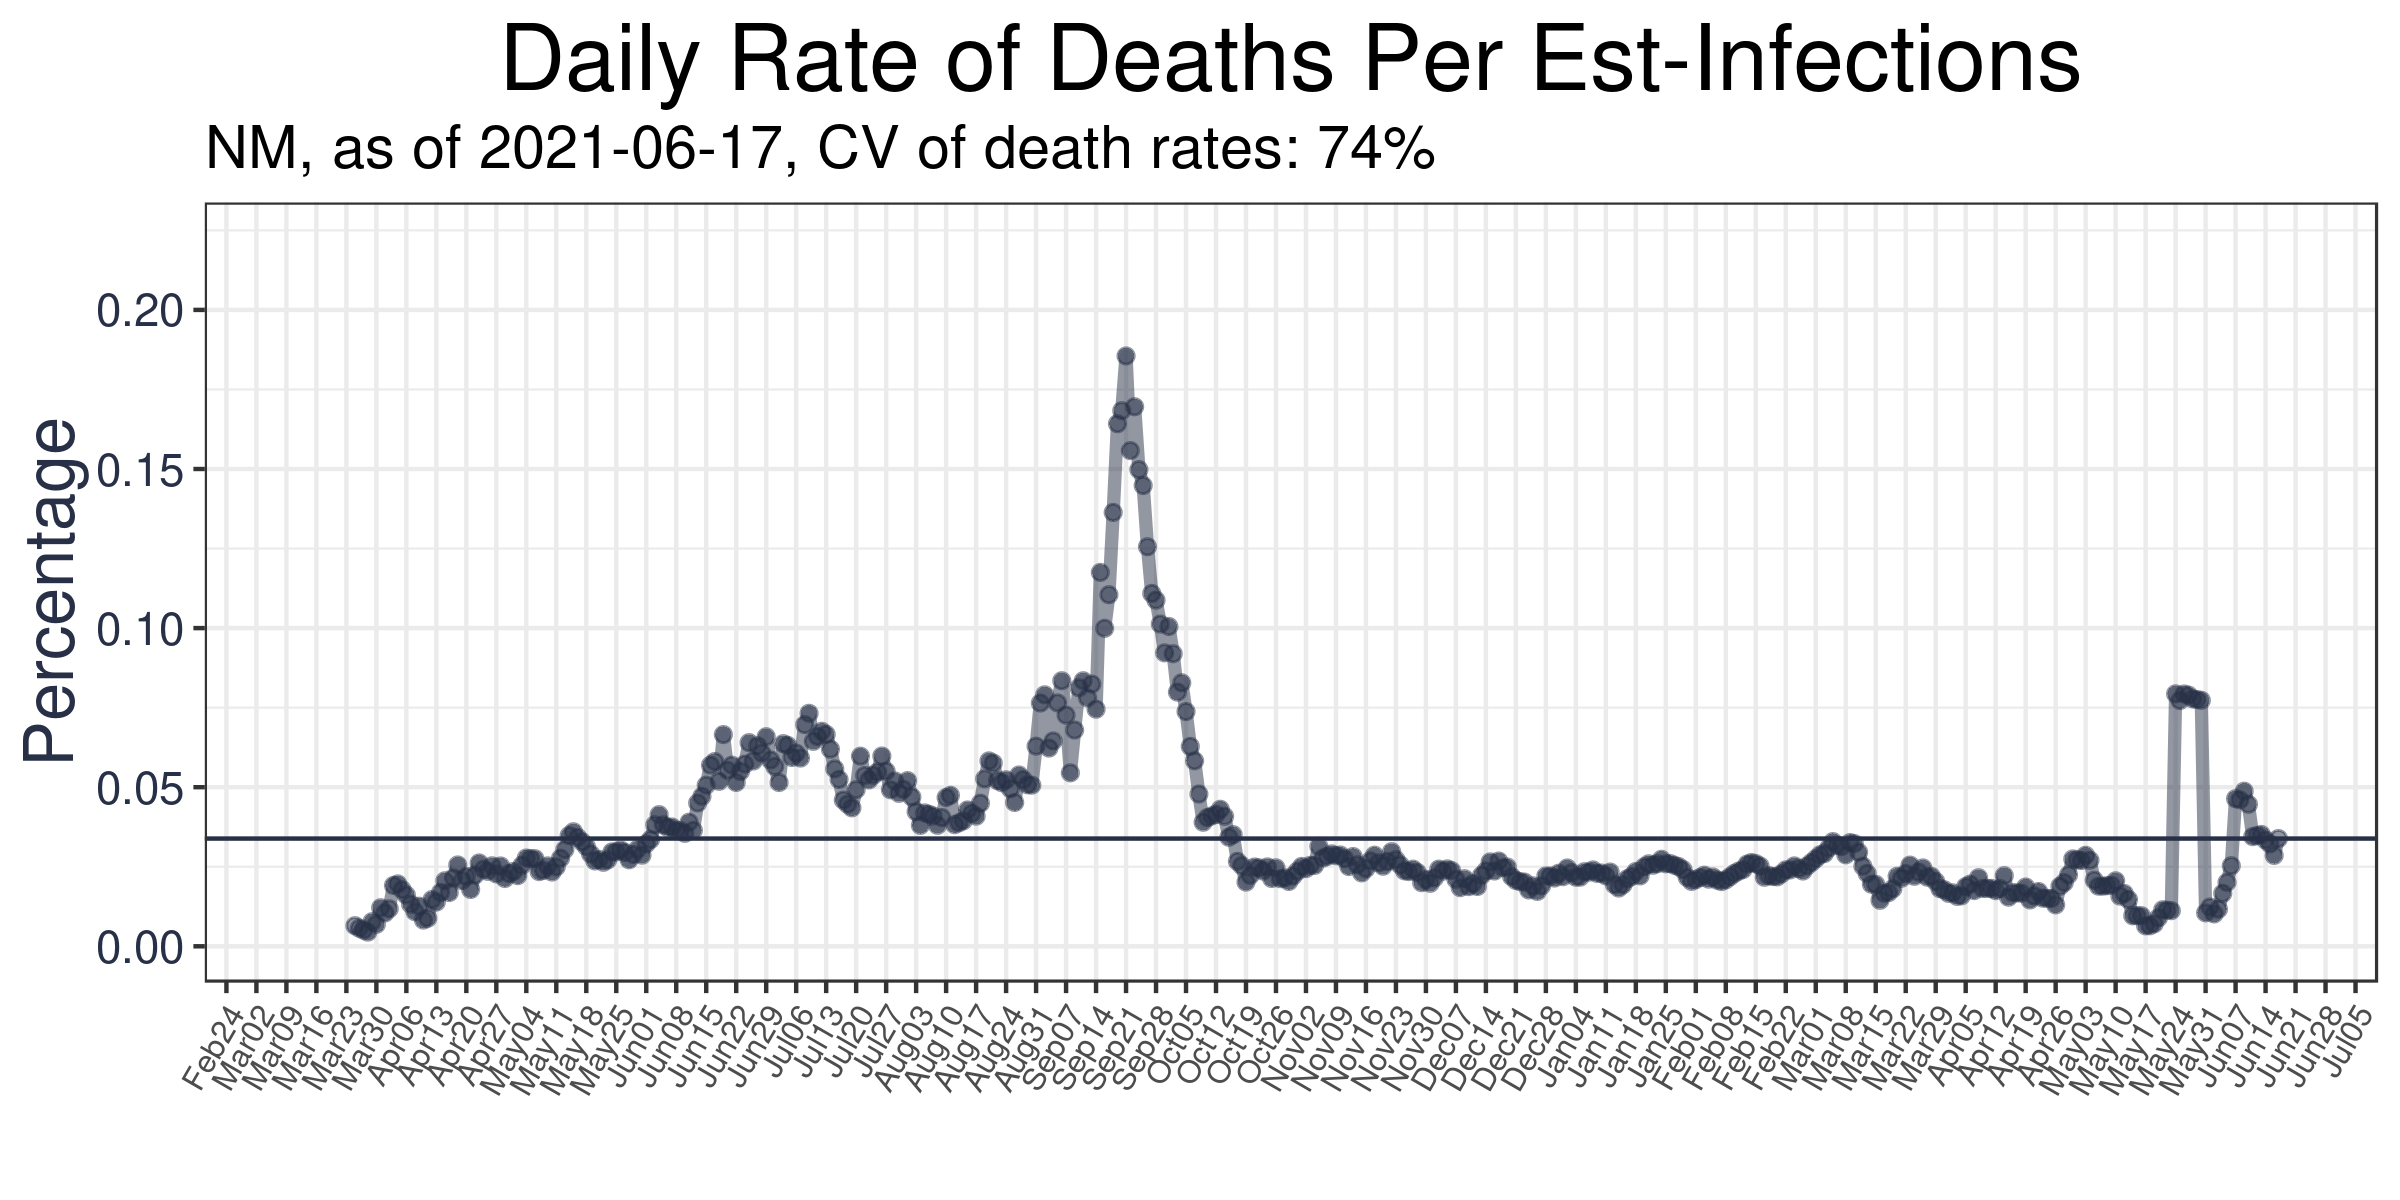 Daily Rate of Deaths Per Est-Infections
NM, as of 2021-06-17, CV of death rates: 74%
Percentage
0.20
0.15
0.10
0.05
0.00
Feb24
Mar02
Mar09
Mar16
Mar23
Mar30
Apr06
Apr13
Apr20
Apr27
May04
May11
May18
May25
Jun01
Jun08
Jun15
Jun22
Jun29
Jul06
Jul13
Jul20
Jul27
Aug03
Aug10
Aug17
Aug24
Aug31
Sep07
Sep14
Sep21
Sep28
Oct05
Oct12
Oct19
Oct26
Nov02
Nov09
Nov16
Nov23
Nov30
Dec07
Dec14
Dec21
Dec28
Jan04
Jan11
Jan18
Jan25
Feb01
Feb08
Feb15
Feb22
Mar01
Mar08
Mar15
Mar22
Mar29
Apr05
Apr12
Apr19
Apr26
May03
May10
May17
May24
May31
Jun07
Jun14
Jun21
Jun28
Jul05